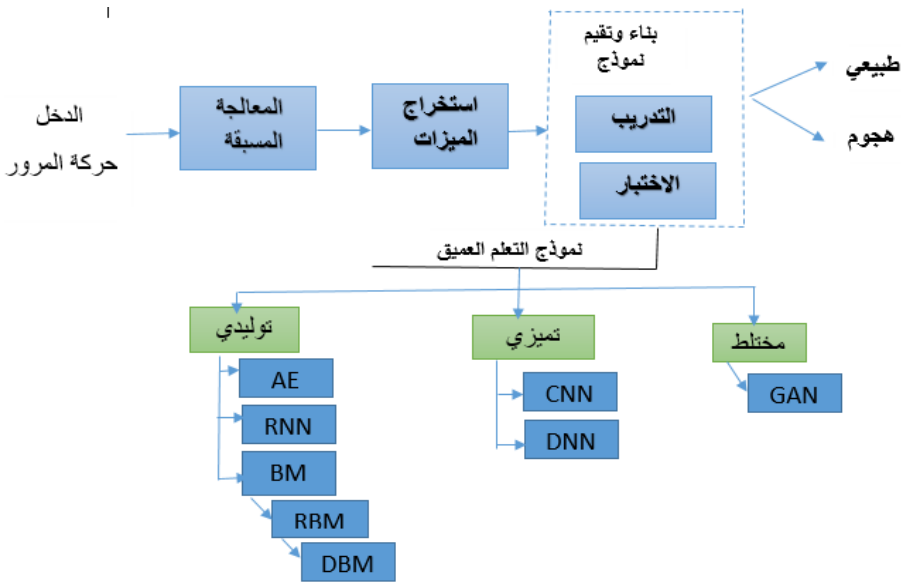 ا
الدخل
حركة المرور
المعالجة
المسبقة
استخراج
الميزات
بناء وتقيم
نموذج
التدريب
الاختبار
طبيعي
هجوم
نموذج التعلم العميق
توليدي
AE
RNN
BM
RBM
DBM
تميزي
CNN
DNN
مختلط
GAN